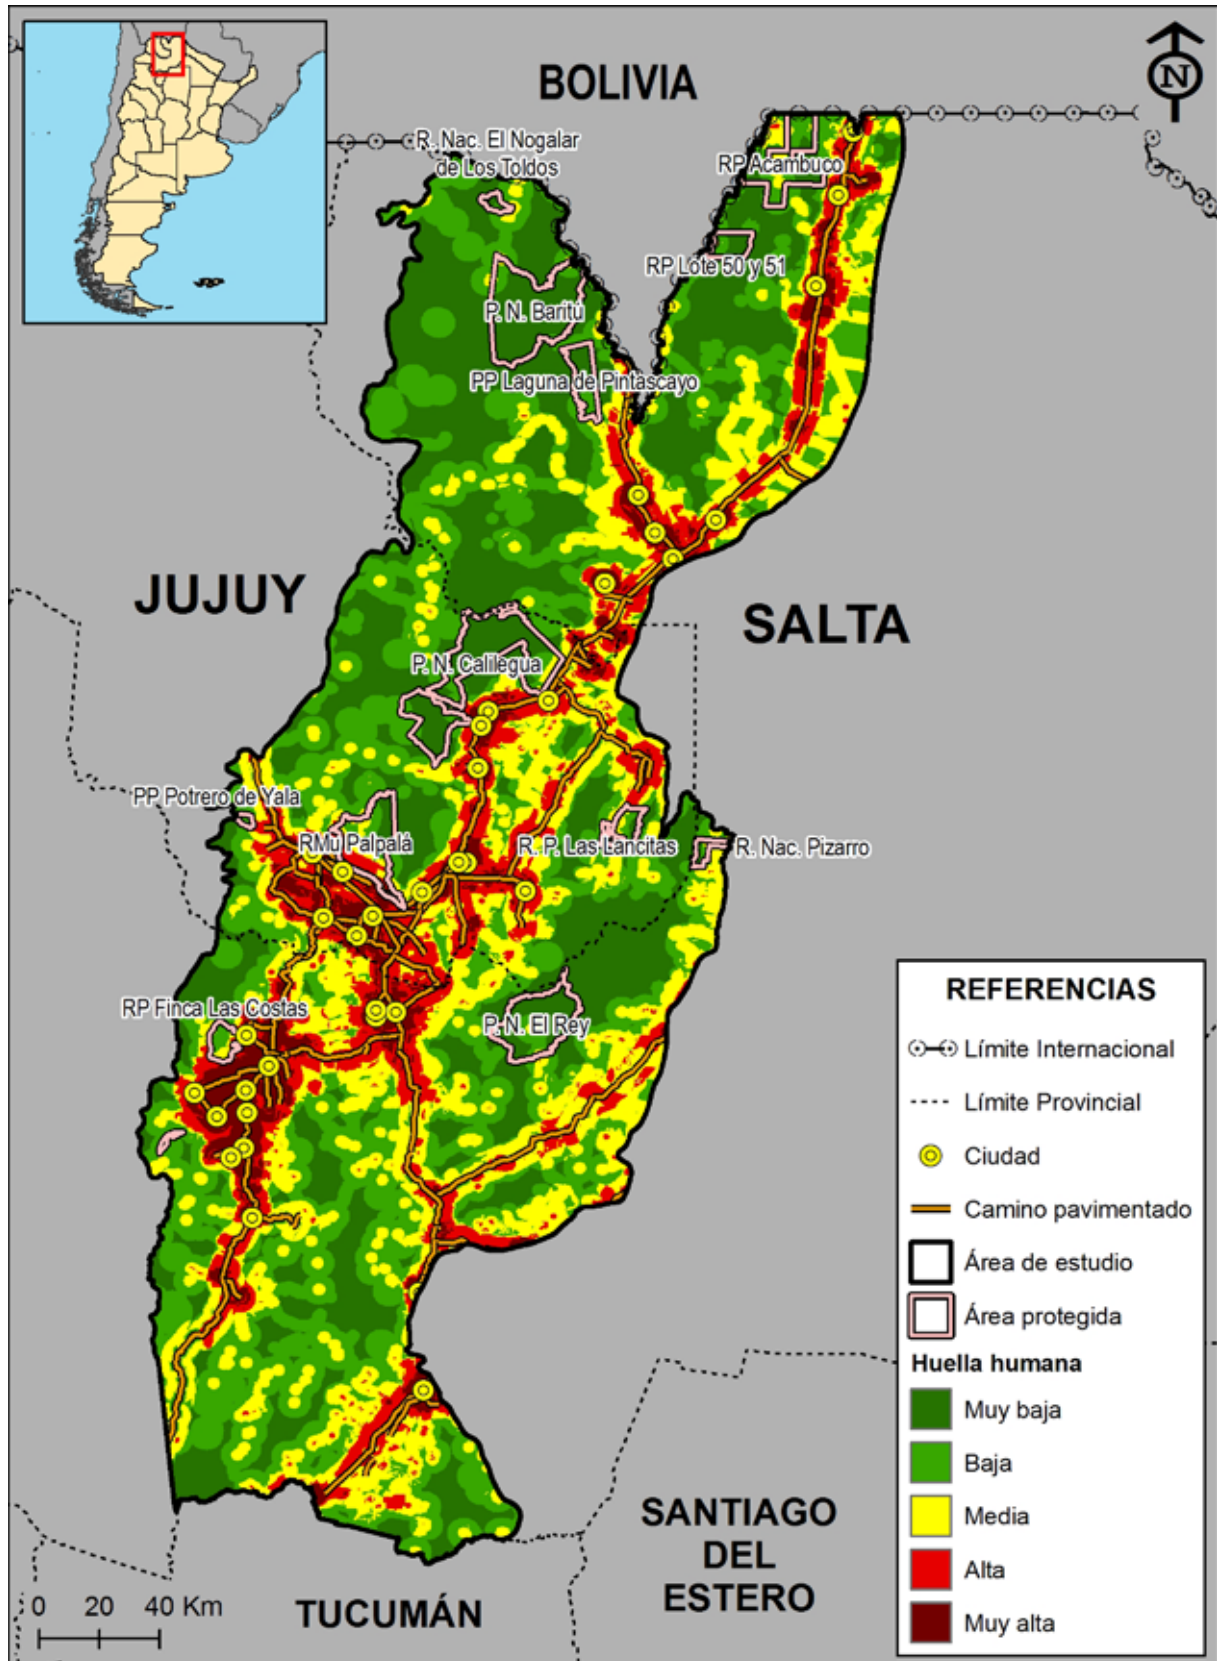 BOLIVIA
N
R. Nac. El Nogalar
de Los Toldos
RP Acambuco
RP Lote 50 y 51
P. N. Baritú
PP Laguna de Pintascayo
JUJUY
SALTA
P. N. Calilegua
PP Potrero de Yala
RMu Palpalá
R. P. Las Lancitas
R. Nac. Pizarro
RP Finca Las Costas
P. N. El Rey
REFERENCIAS
Límite Internacional
Límite Provincial
Ciudad
Camino pavimentado
Área de estudio
Área protegida
Huella humana
Muy baja
Baja
Media
Alta
Muy alta
SANTIAGO
DEL
ESTERO
TUCUMÁN
0 20 40 Km